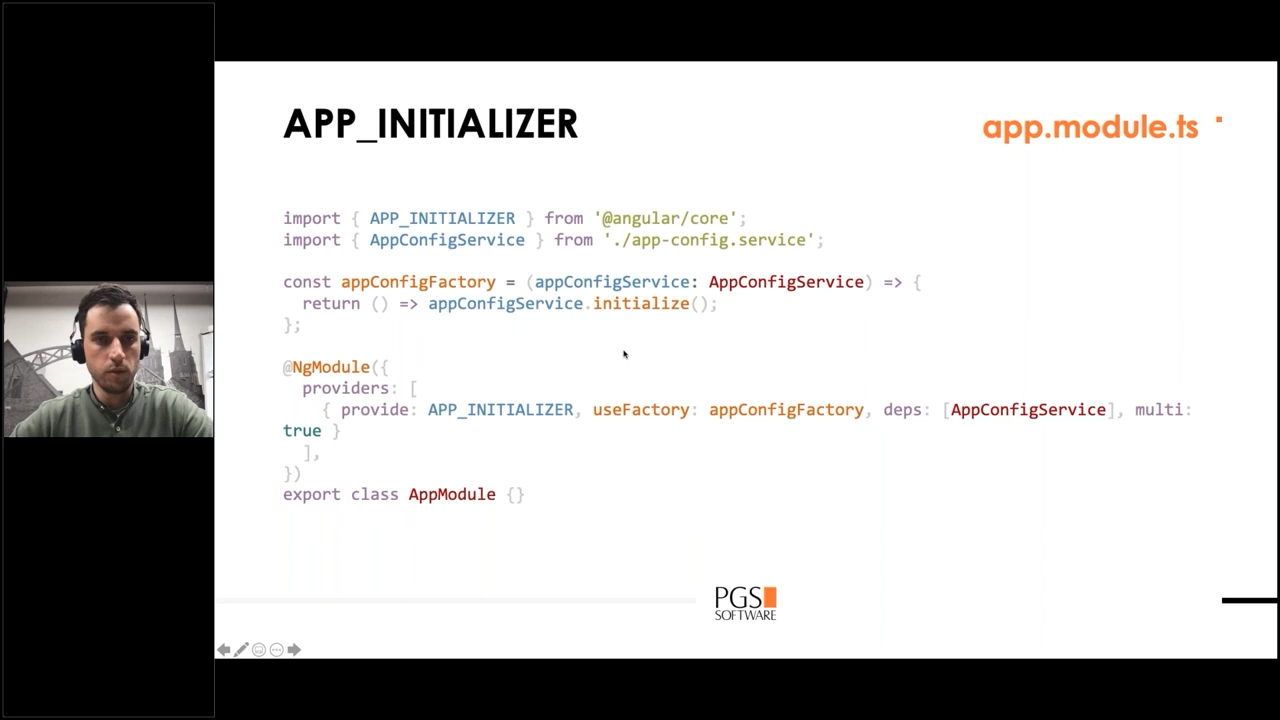 APP_INITIALIZER
app.module.ts
import { APP_INITIALIZER } from '@angular/core';
import { AppConfigService } from './app-config.service';
const appConfigFactory = (appConfigService: AppConfigService) => {
return () => appConfigService.initialize();
};
@NgModule({
providers: [
{ provide: APP_INITIALIZER, useFactory: appConfigFactory, deps: [AppConfigService], multi:
true }
],
})
export class AppModule {}
PGS
SOFTWARE